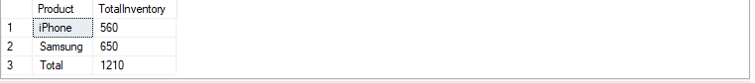 Product TotalInventory
1 iPhone 560
2 Samsung 650
3 Total 1210